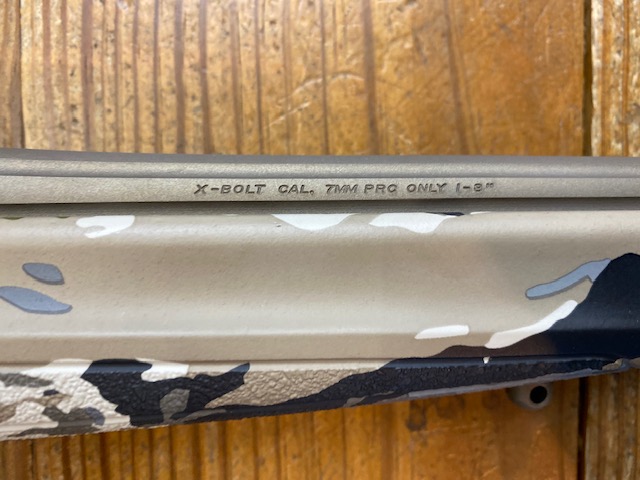 X-BOLT CAL. 7MM PRC ONLY 1-8"